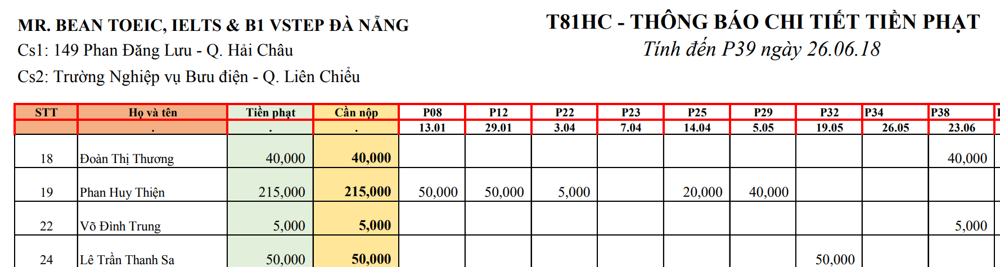 MR. BEAN TOEIC, IELTS & B1 VSTEP ĐÀ NẴNG
Cs1: 149 Phan Đăng Lưu - Q. Hải Châu
Cs2: Trường Nghiệp vụ Bưu điện - Q. Liên Chiểu
T81HC - THÔNG BÁO CHI TIẾT TIỀN PHẠT
Tính đến P39 ngày 26.06.18
STT Họ và tên Tiền phạt Cần nộp P08 P12 P22 P23 P25 P29 P32 P34 P38
. . . 13.01 29.01 3.04 7.04 14.04 5.05 19.05 26.05 23.06
18 Đoàn Thị Thương 40,000 40,000 40,000
19 Phan Huy Thiện 215,000 215,000 50,000 50,000 5,000 20,000 40,000
22 Võ Đình Trung 5,000 5,000 5,000
24 Lê Trần Thanh Sa 50,000 50,000 50,000